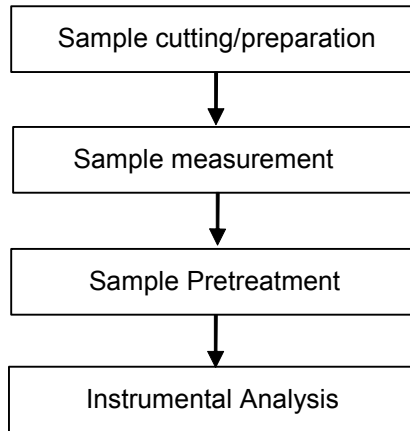 Sample cutting/preparation
Sample measurement
Sample Pretreatment
Instrumental Analysis